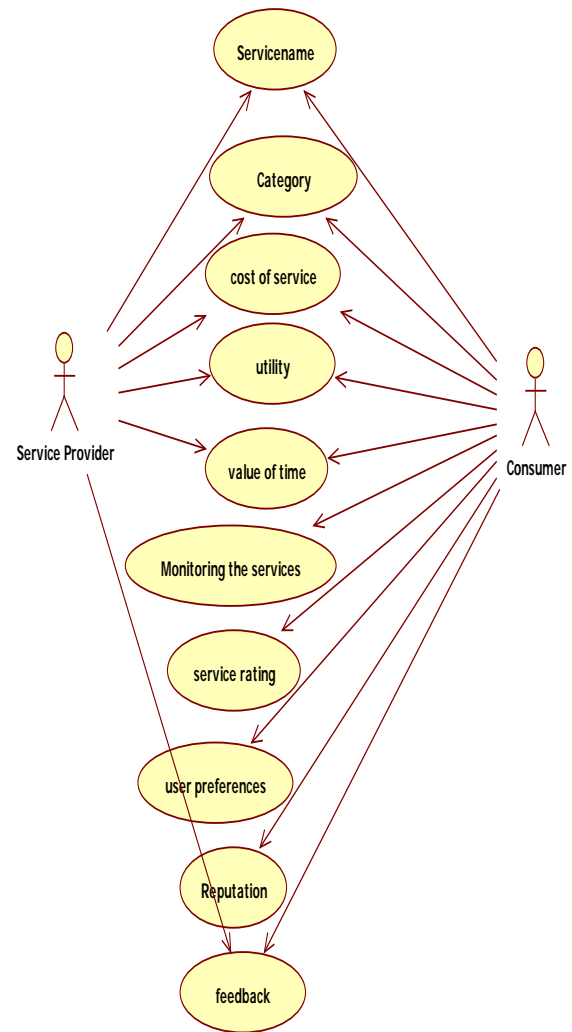 Servicename
Category
cost of service
utility
Service Provider
value of time
Consumer
Monitoring the services
service rating
user preferences
Reputation
feedback